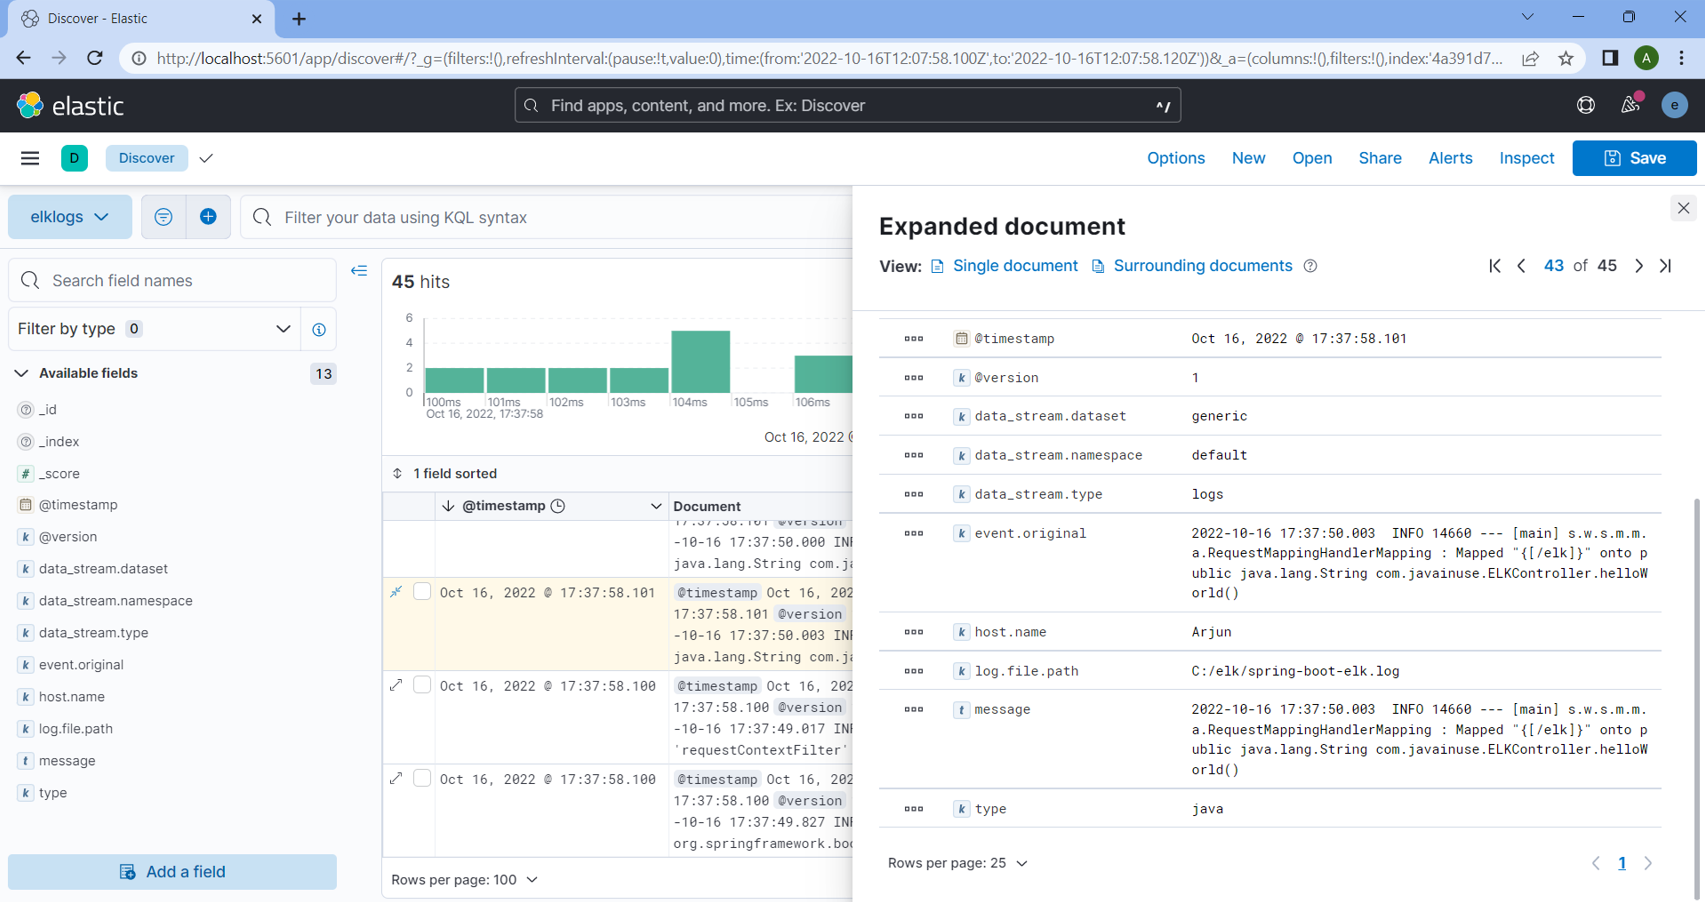 Discover - Elastic
http://localhost:5601/app/discover#/?_g=(filters:!(),refreshInterval:(pause:!t,value:0),time:(from:'2022-10-16T12:07:58.100Z',to:'2022-10-16T12:07:58.120Z'))&_a=(columns:!(),filters:!(),index:'4a391d7...
A
elastic
Find apps, content, and more. Ex: Discover
^/
e
D
Discover
Options
New
Open
Share
Alerts
Inspect
Save
elklogs
Filter your data using KQL syntax
Search field names
Filter by type 0
Available fields 13
_id
_index
# _score
@timestamp
k @version
k data_stream.dataset
k data_stream.namespace
k data_stream.type
k event.original
k host.name
k log.file.path
t message
k type
Add a field
45 hits
6
4
2
0
100ms 101ms 102ms 103ms 104ms 105ms 106ms
Oct 16, 2022, 17:37:58
Oct 16, 2022 @
1 field sorted
@timestamp Document
17:37:58.101 @version
-10-16 17:37:50.000 INF
java.lang.String com.ja
Oct 16, 2022 @ 17:37:58.101
@timestamp Oct 16, 202
17:37:58.101 @version
-10-16 17:37:50.003 INF
java.lang.String com.ja
Oct 16, 2022 @ 17:37:58.100
@timestamp Oct 16, 202
17:37:58.100 @version
-10-16 17:37:49.017 INF
'requestContextFilter'
Oct 16, 2022 @ 17:37:58.100
@timestamp Oct 16, 202
17:37:58.100 @version
-10-16 17:37:49.827 INF
org.springframework.boo
Rows per page: 100
Expanded document
View: Single document Surrounding documents
43 of 45
@timestamp Oct 16, 2022 @ 17:37:58.101
k @version 1
k data_stream.dataset generic
k data_stream.namespace default
k data_stream.type logs
k event.original 2022-10-16 17:37:50.003  INFO 14660 --- [main] s.w.s.m.m.
a.RequestMappingHandlerMapping : Mapped "{[/elk]}" onto p
ublic java.lang.String com.javainuse.ELKController.helloW
orld()
k host.name Arjun
k log.file.path C:/elk/spring-boot-elk.log
t message 2022-10-16 17:37:50.003  INFO 14660 --- [main] s.w.s.m.m.
a.RequestMappingHandlerMapping : Mapped "{[/elk]}" onto p
ublic java.lang.String com.javainuse.ELKController.helloW
orld()
k type java
Rows per page: 25
1